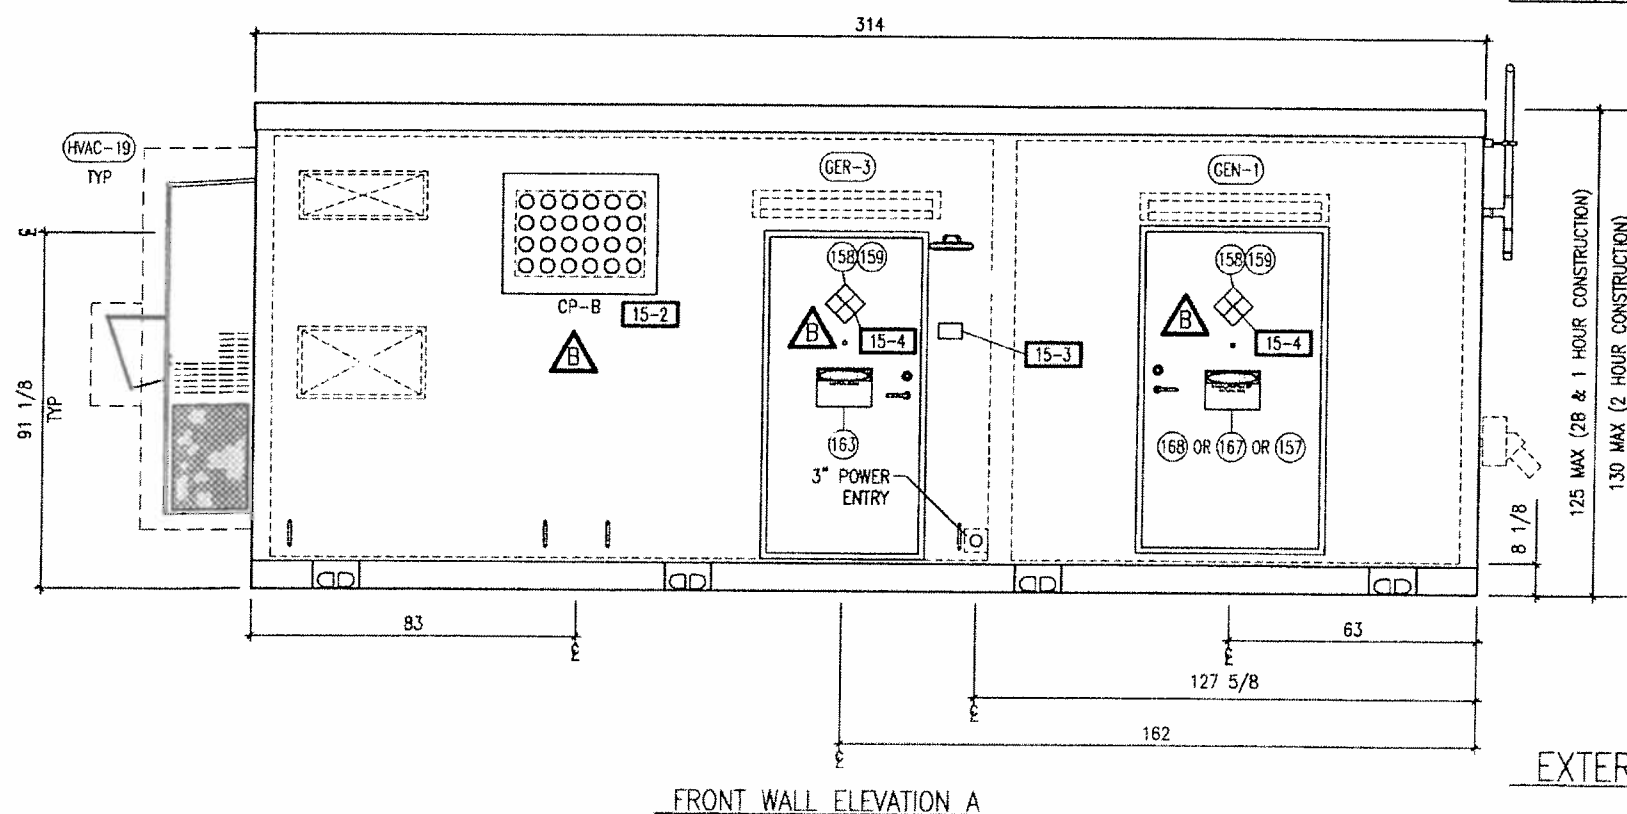 314
HVAC-19
TYP
GER-3
GEN-1
158 159
158 159
CP-B
15-2
B
B
15-4
15-3
B
15-4
163
168 OR 167 OR 157
3" POWER
ENTRY
91 1/8
TYP
8 1/8
125 MAX (2B & 1 HOUR CONSTRUCTION)
130 MAX (2 HOUR CONSTRUCTION)
83
63
127 5/8
162
FRONT WALL ELEVATION A
EXTER